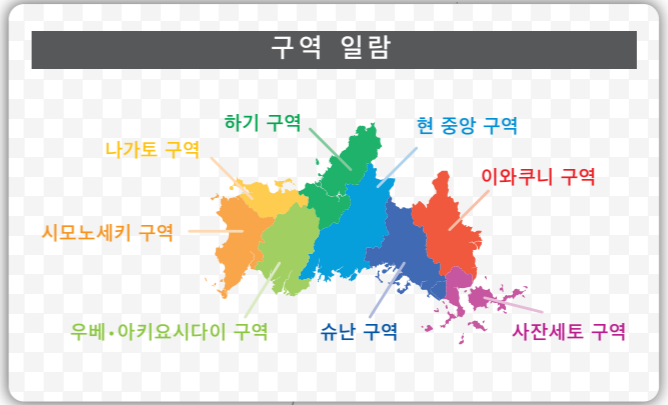 구역 일람
하기 구역
현 중앙 구역
나가토 구역
이와쿠니 구역
시모노세키 구역
우베·아키요시다이 구역
슈난 구역
사잔세토 구역